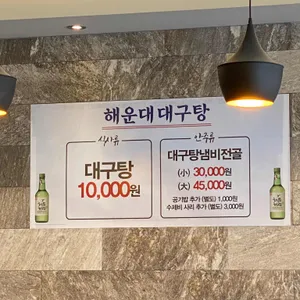 해운대 대구탕
식사류
대구탕
10,000원
안주류
대구탕냄비전골
(小) 30,000원
(大) 45,000원
공기밥 추가 (별도) 1,000원
수제비 사리 추가 (별도) 3,000원